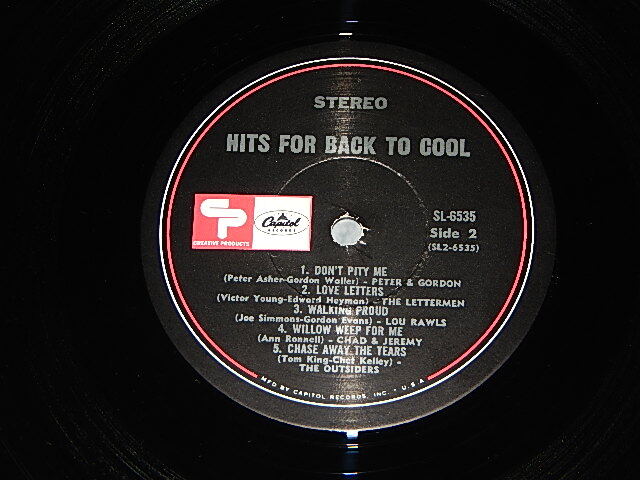 STEREO
HITS FOR BACK TO COOL
CP
CREATIVE PRODUCTS
Capitol
RECORDS
SL-6535
Side 2
(SL2-6535)
1. DON'T PITY ME
(Peter Asher-Gordon Waller) - PETER & GORDON
2. LOVE LETTERS
(Victor Young-Edward Heyman) - THE LETTERMEN
3. WALKING PROUD
(Joe Simmons-Gordon Evans) - LOU RAWLS
4. WILLOW WEEP FOR ME
(Ann Ronnell) - CHAD & JEREMY
5. CHASE AWAY THE TEARS
(Tom King-Chet Kelley) -
THE OUTSIDERS
MFD BY CAPITOL RECORDS, INC. • U.S.A.